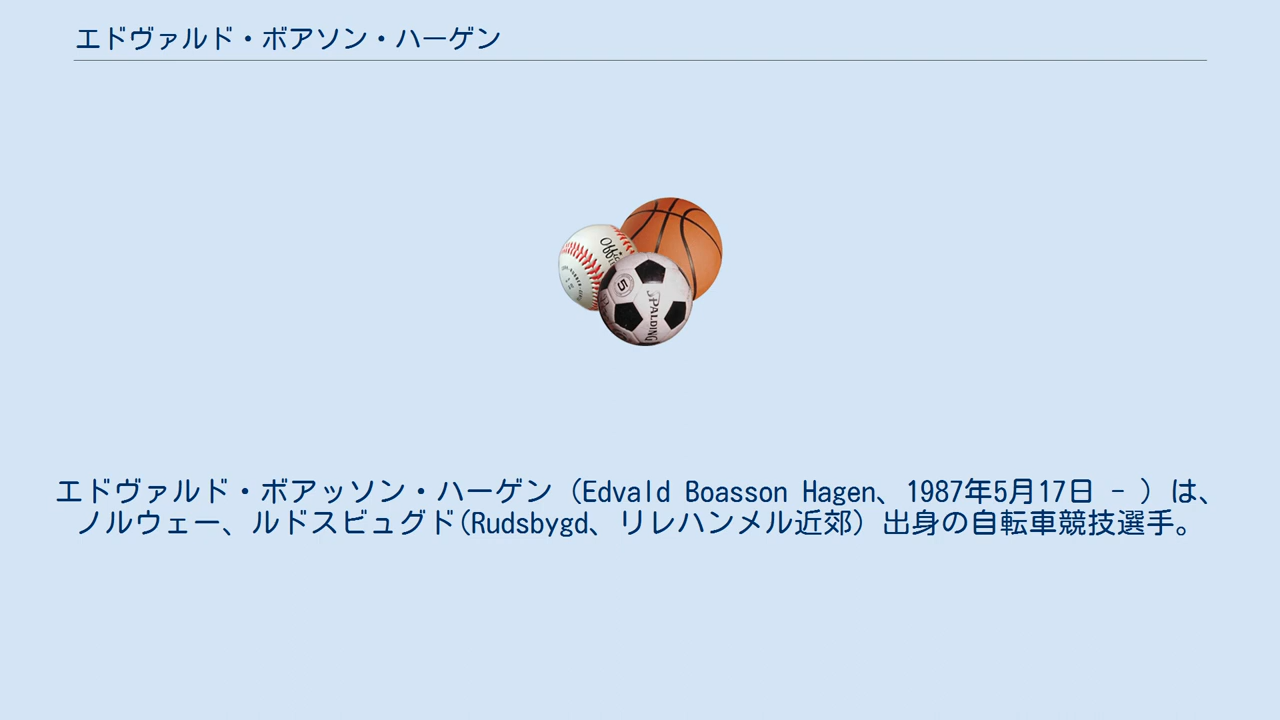 エドヴァルド・ボアソン・ハーゲン
Offic
5
SPALDING
エドヴァルド・ボアッソン・ハーゲン（Edvald Boasson Hagen、1987年5月17日 - ）は、
ノルウェー、ルドスビュグド(Rudsbygd、リレハンメル近郊）出身の自転車競技選手。